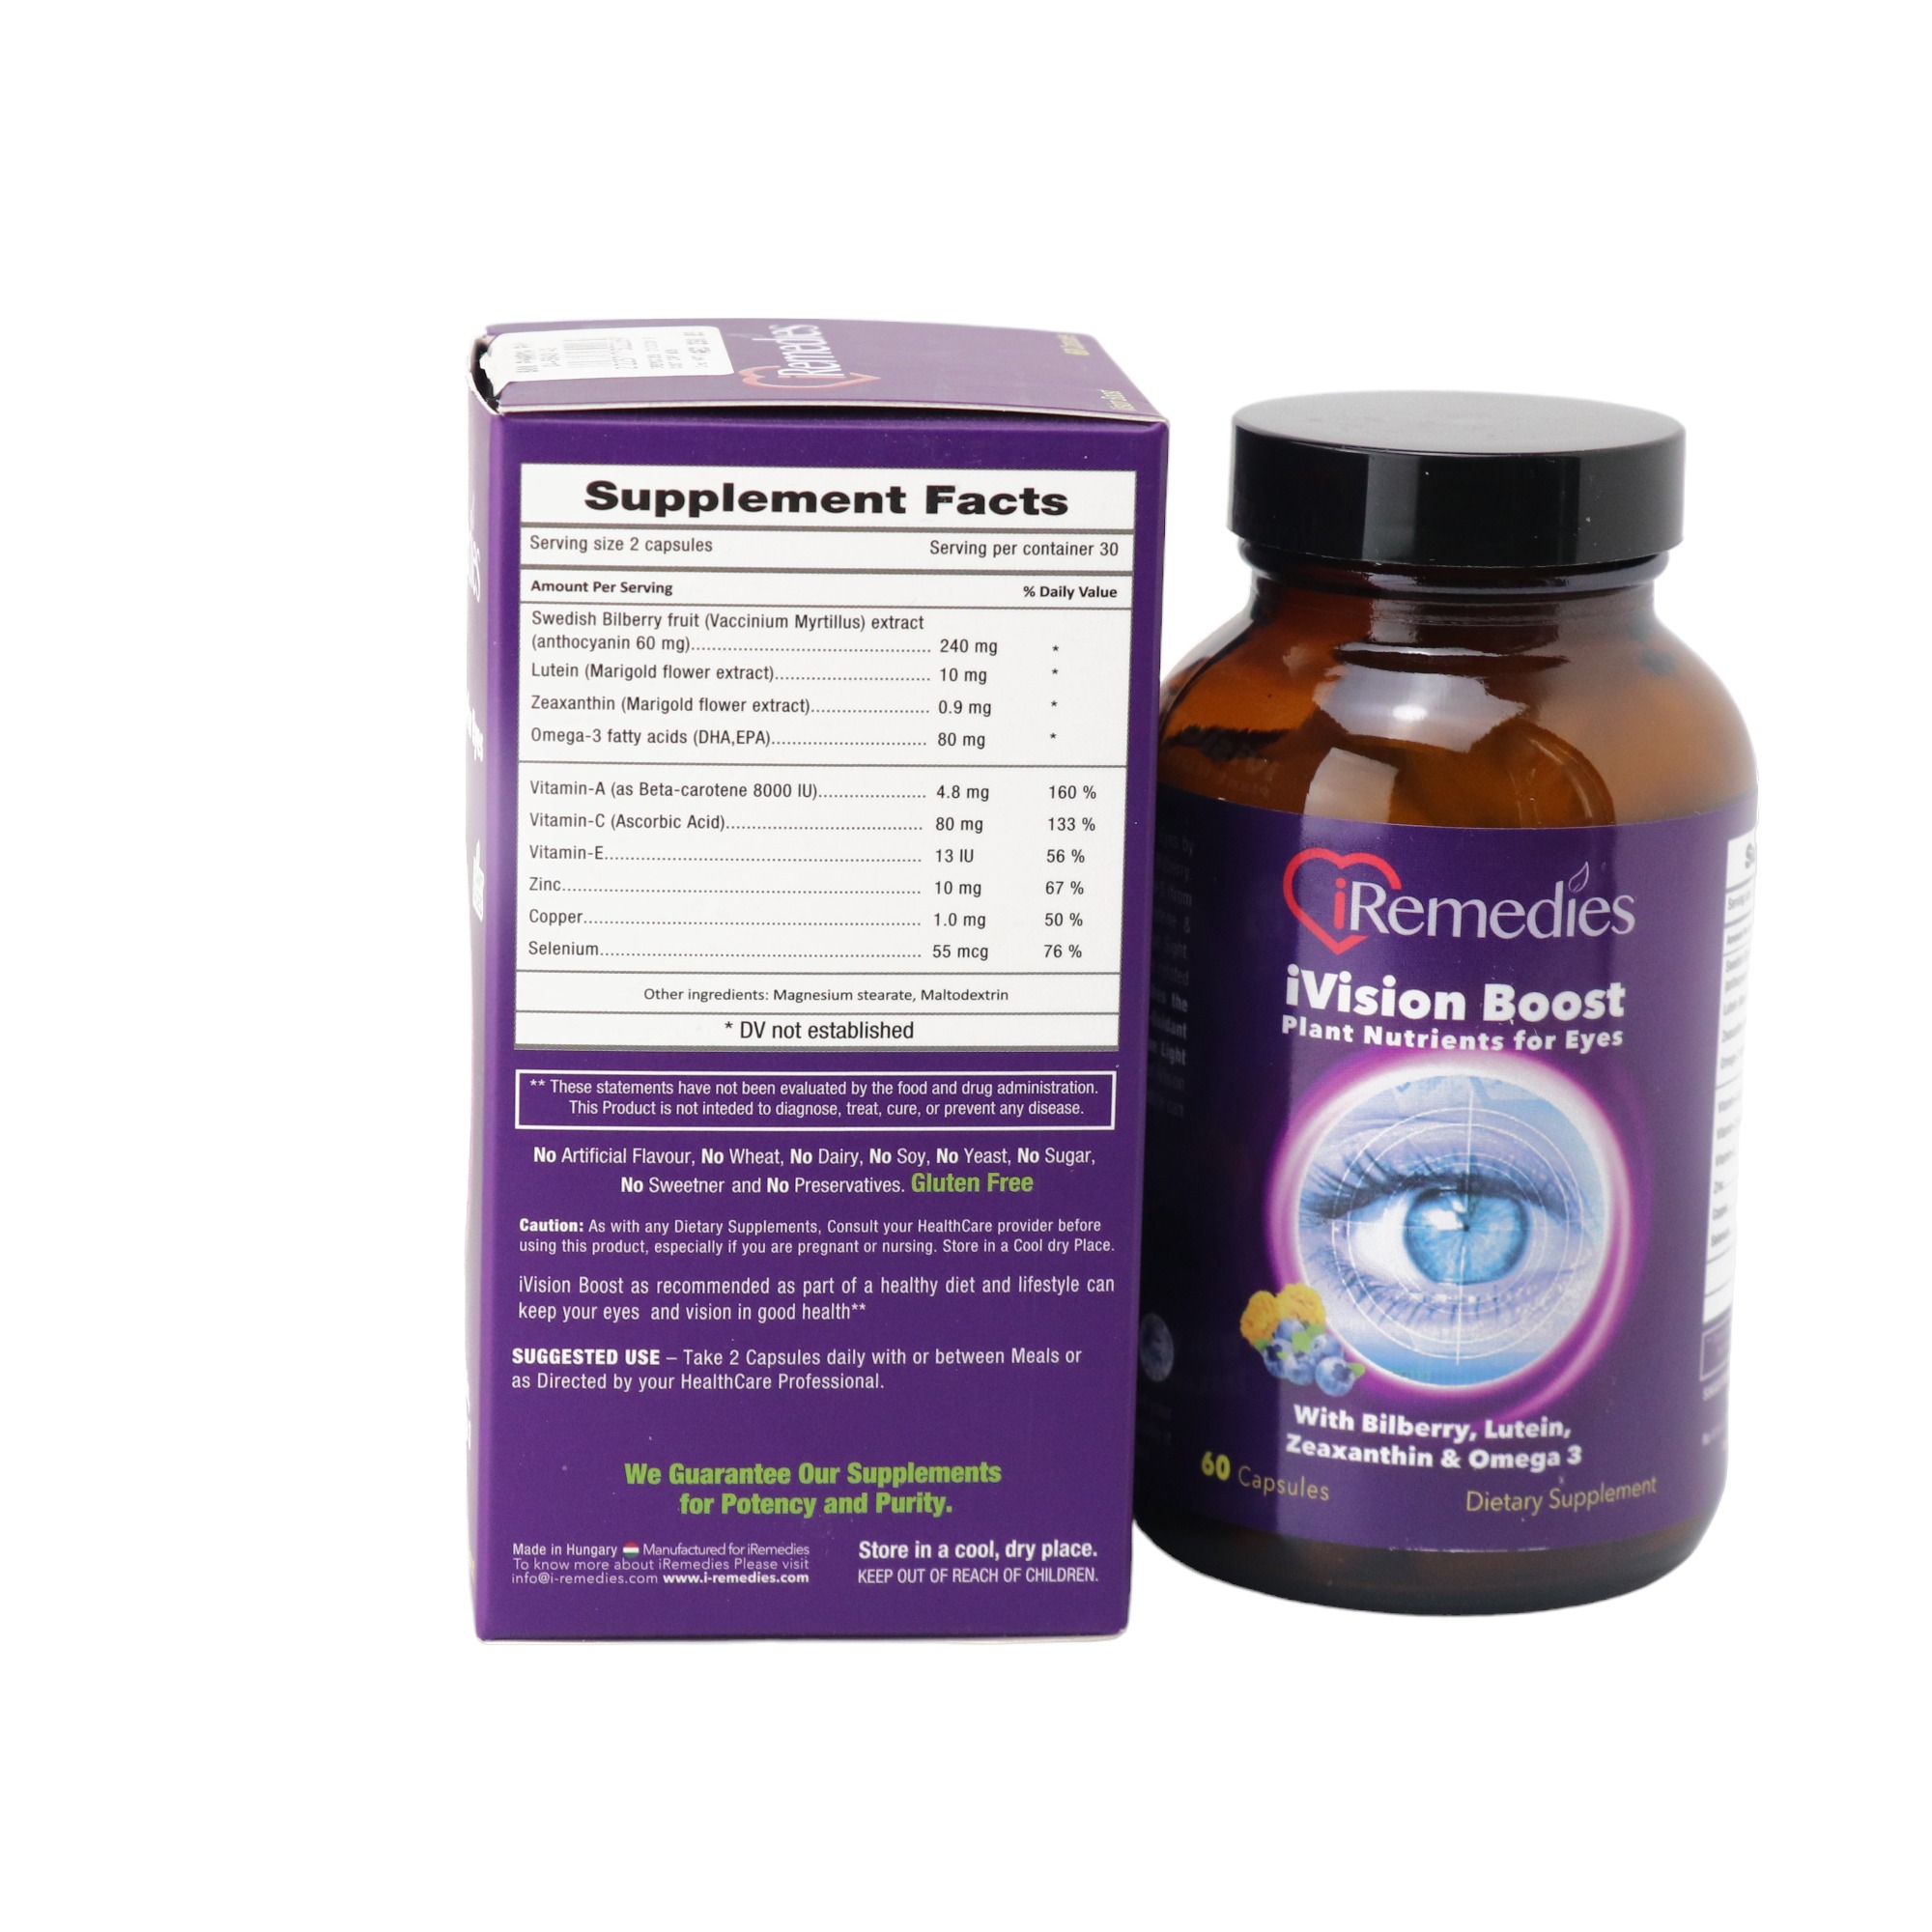 iRemedies
Supplement Facts
Serving size 2 capsules Serving per container 30
Amount Per Serving % Daily Value
Swedish Bilberry fruit (Vaccinium Myrtillus) extract
(anthocyanin 60 mg)........................................ 240 mg *
Lutein (Marigold flower extract).......................... 10 mg *
Zeaxanthin (Marigold flower extract).................... 0.9 mg *
Omega-3 fatty acids (DHA,EPA).......................... 80 mg *
Vitamin-A (as Beta-carotene 8000 IU).................. 4.8 mg 160 %
Vitamin-C (Ascorbic Acid)................................. 80 mg 133 %
Vitamin-E..................................................... 13 IU 56 %
Zinc............................................................ 10 mg 67 %
Copper........................................................ 1.0 mg 50 %
Selenium...................................................... 55 mcg 76 %
Other ingredients: Magnesium stearate, Maltodextrin
* DV not established
** These statements have not been evaluated by the food and drug administration.
This Product is not inteded to diagnose, treat, cure, or prevent any disease.
No Artificial Flavour, No Wheat, No Dairy, No Soy, No Yeast, No Sugar,
No Sweetner and No Preservatives. Gluten Free
Caution: As with any Dietary Supplements, Consult your HealthCare provider before
using this product, especially if you are pregnant or nursing. Store in a Cool dry Place.
iVision Boost as recommended as part of a healthy diet and lifestyle can
keep your eyes and vision in good health**
SUGGESTED USE – Take 2 Capsules daily with or between Meals or
as Directed by your HealthCare Professional.
We Guarantee Our Supplements
for Potency and Purity.
Made in Hungary Manufactured for iRemedies
To know more about iRemedies Please visit
info@i-remedies.com www.i-remedies.com
Store in a cool, dry place.
KEEP OUT OF REACH OF CHILDREN.
iRemedies
iVision Boost
Plant Nutrients for Eyes
With Bilberry, Lutein,
Zeaxanthin & Omega 3
60 Capsules
Dietary Supplement